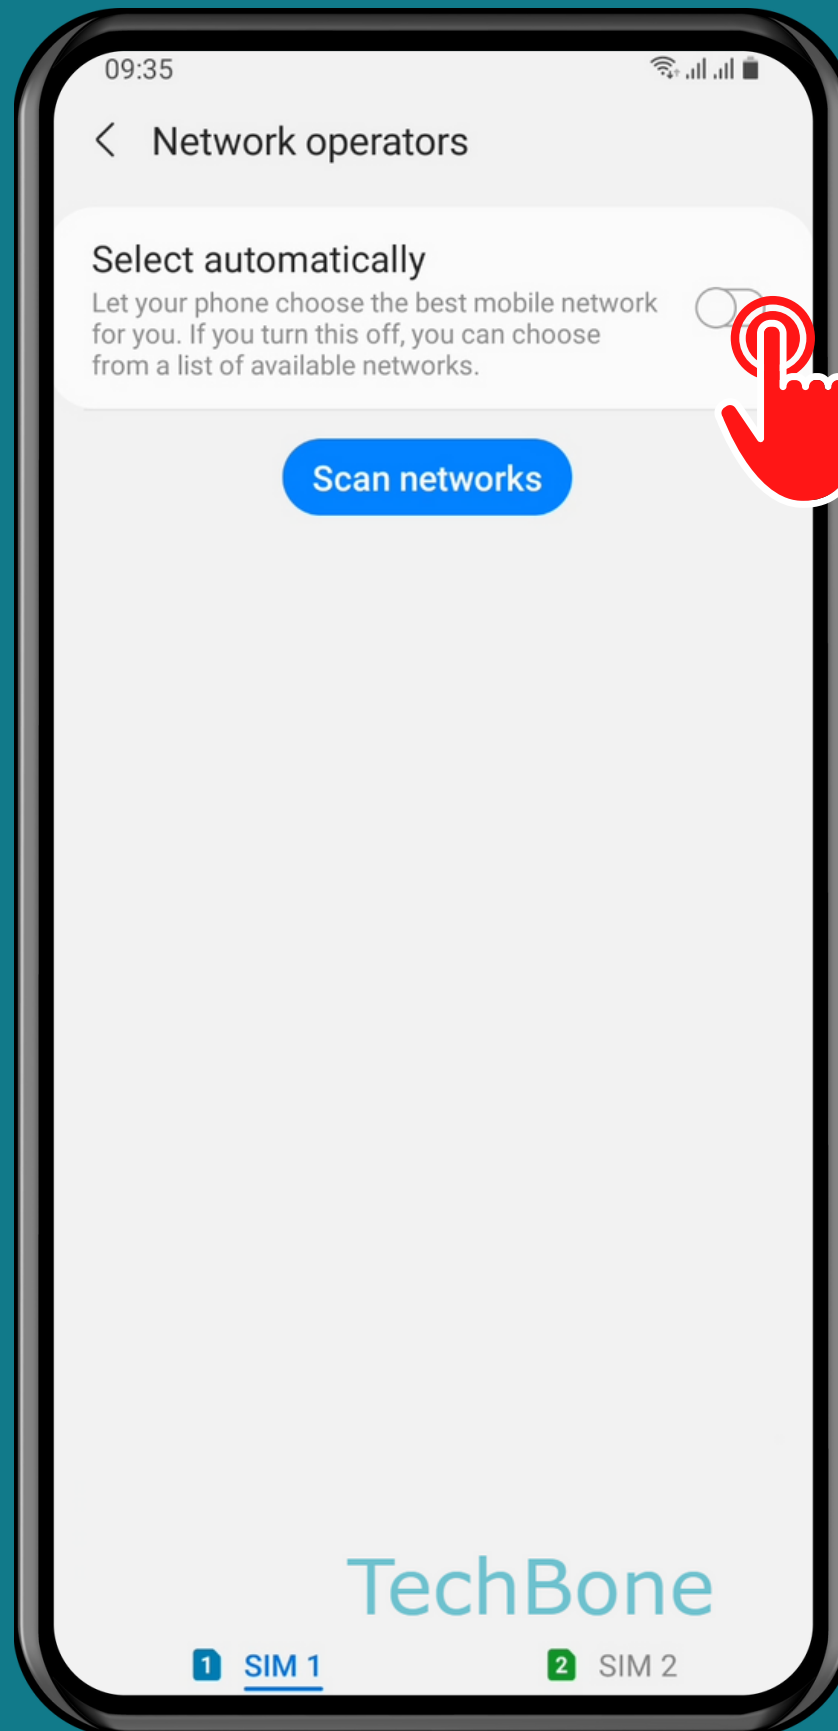 09:35
Network operators
Select automatically
Let your phone choose the best mobile network
for you. If you turn this off, you can choose
from a list of available networks.
Scan networks
TechBone
1 SIM 1
2 SIM 2